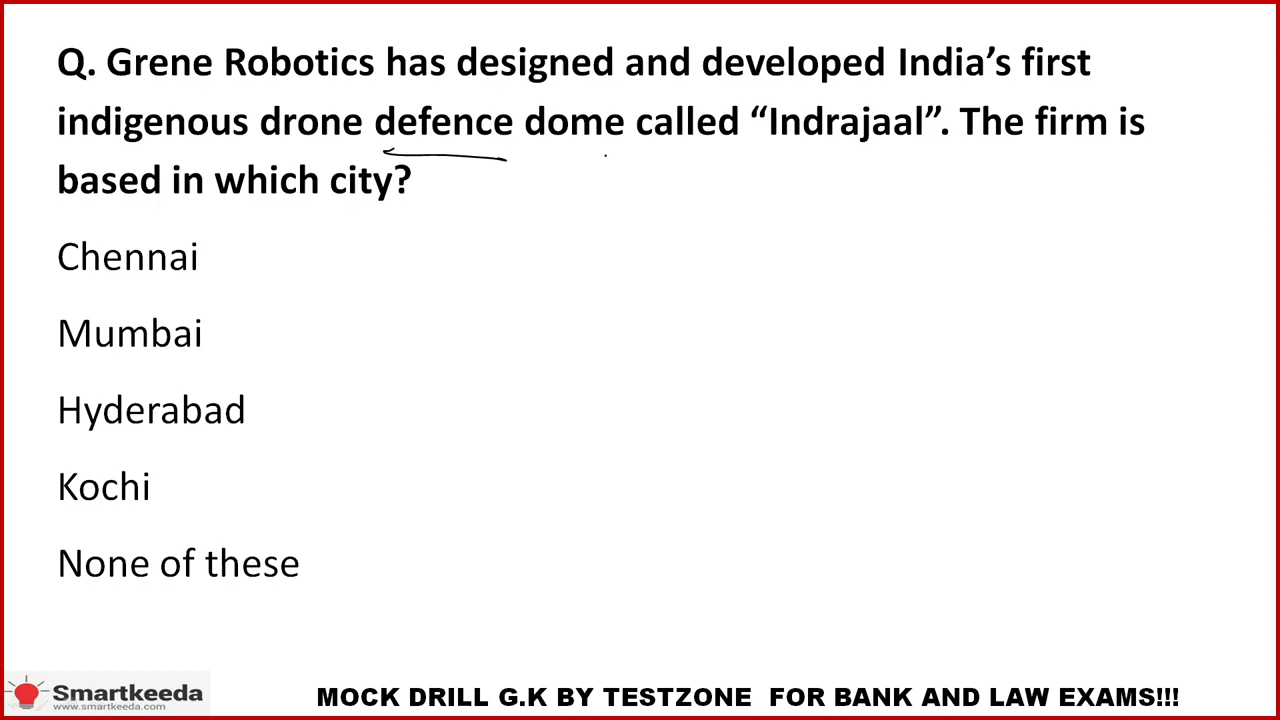 Q. Grene Robotics has designed and developed India’s first
indigenous drone defence dome called “Indrajaal”. The firm is
based in which city?
Chennai
Mumbai
Hyderabad
Kochi
None of these
Smartkeeda
www.smartkeeda.com
MOCK DRILL G.K BY TESTZONE FOR BANK AND LAW EXAMS!!!